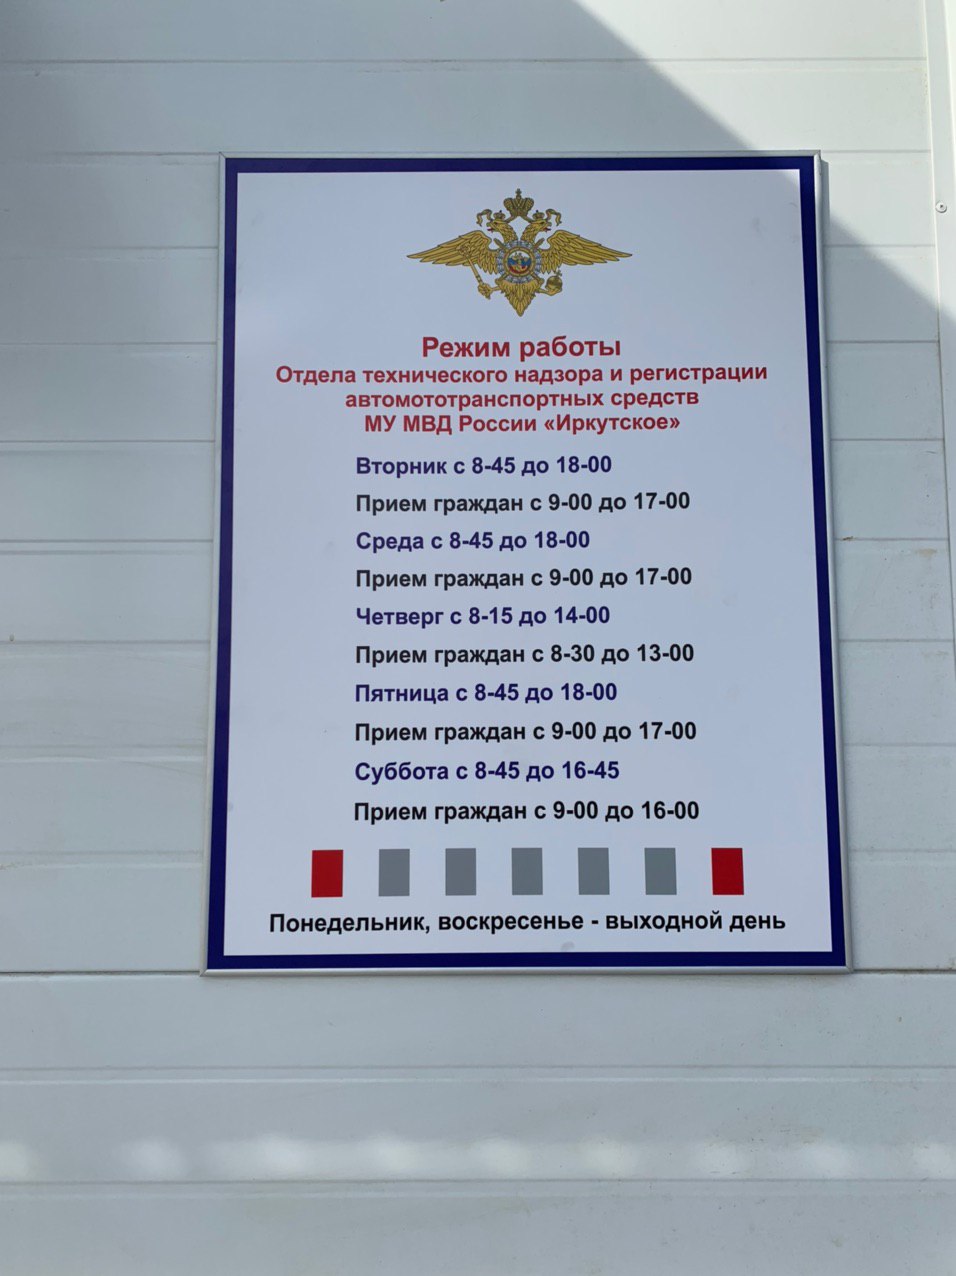 Режим работы
Отдела технического надзора и регистрации
автомототранспортных средств
МУ МВД России «Иркутское»
Вторник с 8-45 до 18-00
Прием граждан с 9-00 до 17-00
Среда с 8-45 до 18-00
Прием граждан с 9-00 до 17-00
Четверг с 8-15 до 14-00
Прием граждан с 8-30 до 13-00
Пятница с 8-45 до 18-00
Прием граждан с 9-00 до 17-00
Суббота с 8-45 до 16-45
Прием граждан с 9-00 до 16-00
Понедельник, воскресенье - выходной день